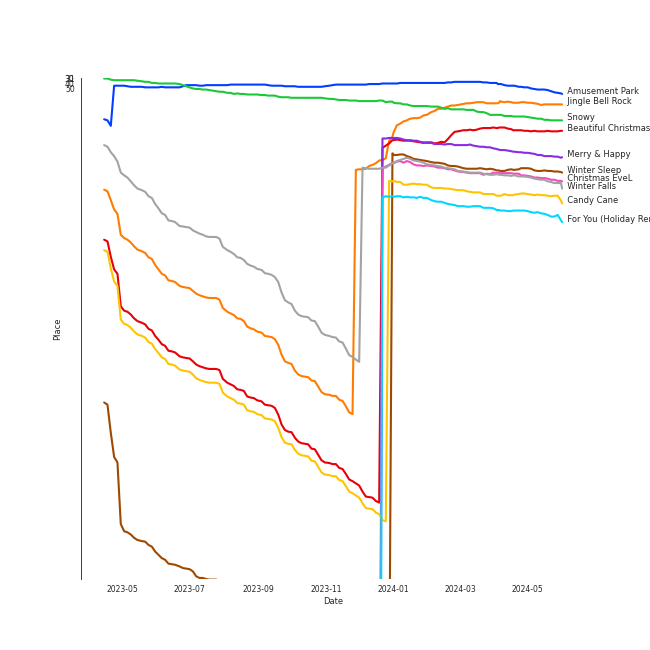 50
Amusement Park
Jingle Bell Rock
Snowy
Beautiful Christmas
Merry & Happy
Winter Sleep
Christmas EveL
Winter Falls
Candy Cane
For You (Holiday Re
Place
2023-05
2023-07
2023-09
2023-11
2024-01
2024-03
2024-05
Date